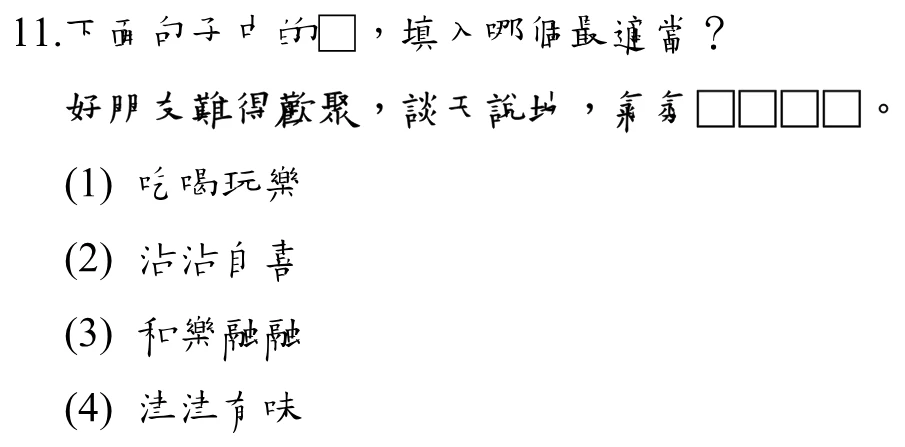 11.下面句子中的□，填入哪個最適當？
好朋友難得歡聚，談天說地，氣氛□□□□。
(1) 吃喝玩樂
(2) 沾沾自喜
(3) 和樂融融
(4) 津津有味